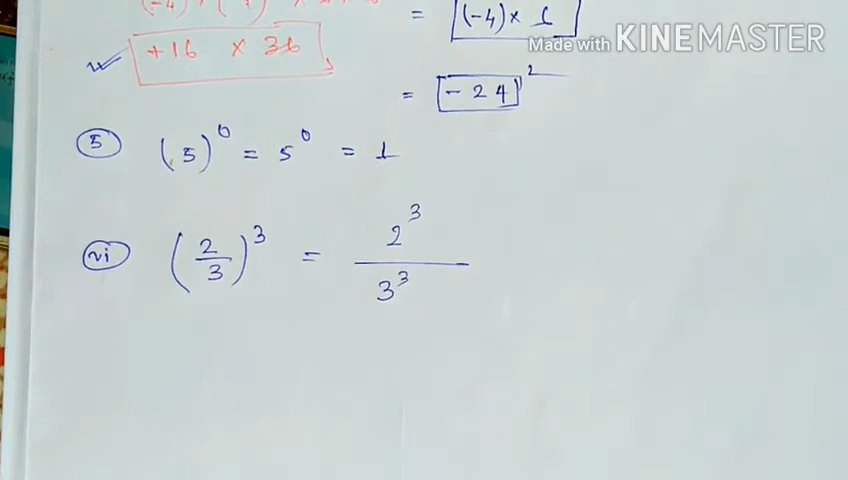 = (-4) × 6
Made with KINEMASTER
+16 × 36
= (-24)²
5 (5)⁰ = 5⁰ = 1
vi (2/3)³ = 2³/3³